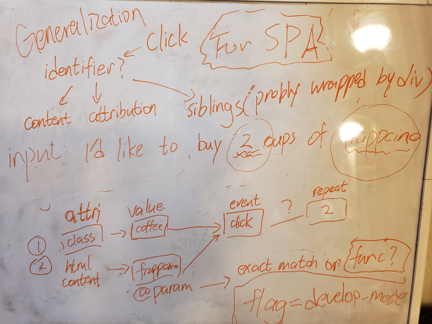 Generalization
Click
For SPA
identifier?
content attribution siblings (probly wrapped by div)
input: I'd like to buy 2 cups of frappcino
attri value event repeat
① class coffee click ? 2
② html content
@param
exact match or func?
flag=develop-mode